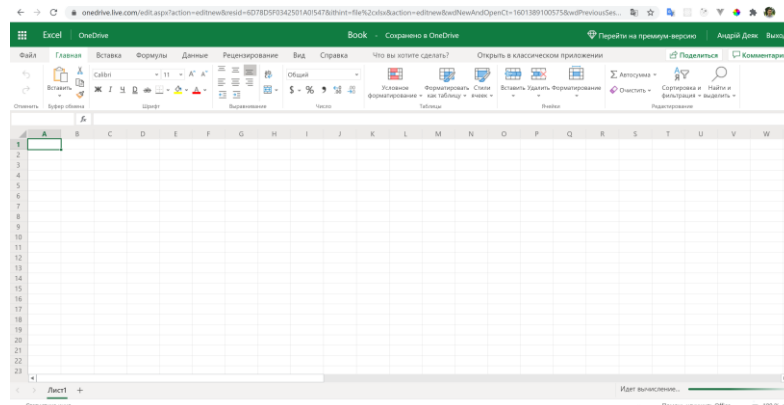 onedrive.live.com/edit.aspx?action=editnew&resid=6D78D5F0342501A0!547&ithint=file%2cxlsx&action=editnew&wdNewAndOpenCt=1601389100575&wdPreviousSes...
Excel OneDrive Book - Сохранено в OneDrive Перейти на премиум-версию Андрій Деяк Выход
Файл Главная Вставка Формулы Данные Рецензирование Вид Справка Что вы хотите сделать? Открыть в классическом приложении Поделиться Комментарии
Calibri 11 A A Общий Σ Автосумма
Вставить Ж К Ч D ab $ % 9 Условное форматирование Форматировать как таблицу Стили ячеек Вставить Удалить Форматирование Очистить Сортировка и фильтрация Найти и выделить
Отменить Буфер обмена Шрифт Выравнивание Число Таблицы Ячейки Редактирование
fx
A B C D E F G H I J K L M N O P Q R S T U V W
1
2
3
4
5
6
7
8
9
10
11
12
13
14
15
16
17
18
19
20
21
22
23
Лист1 + Идет вычисление...